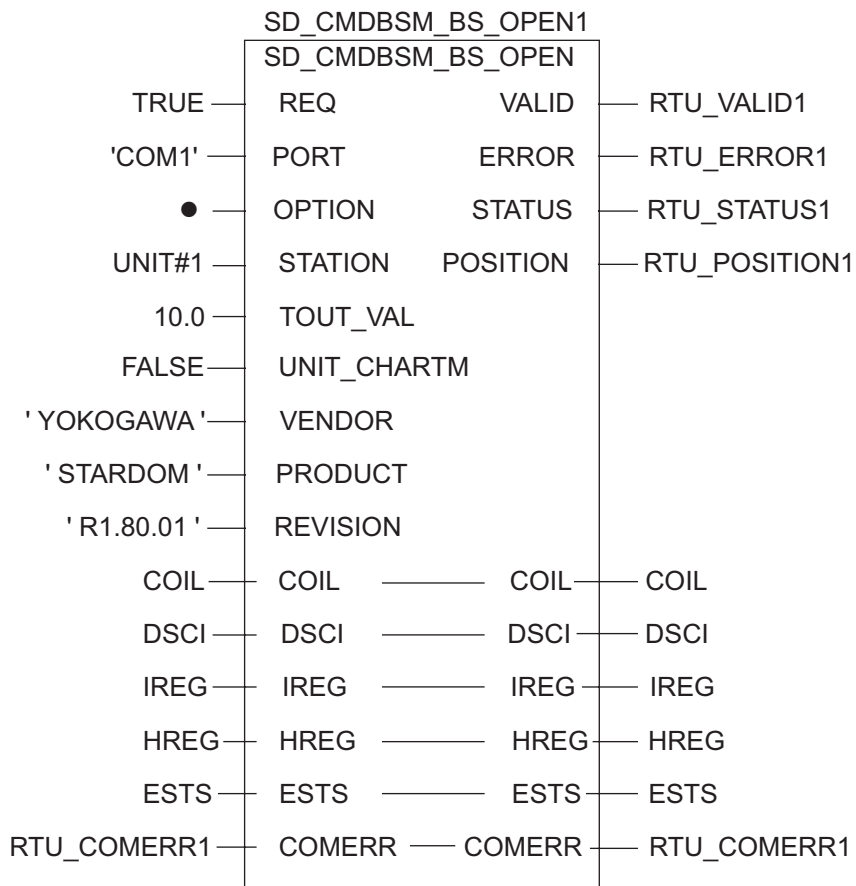 SD_CMDBSM_BS_OPEN1
SD_CMDBSM_BS_OPEN
TRUE REQ VALID RTU_VALID1
'COM1' PORT ERROR RTU_ERROR1
● OPTION STATUS RTU_STATUS1
UNIT#1 STATION POSITION RTU_POSITION1
10.0 TOUT_VAL
FALSE UNIT_CHARTM
' YOKOGAWA ' VENDOR
' STARDOM ' PRODUCT
' R1.80.01 ' REVISION
COIL COIL COIL COIL
DSCI DSCI DSCI DSCI
IREG IREG IREG IREG
HREG HREG HREG HREG
ESTS ESTS ESTS ESTS
RTU_COMERR1 COMERR COMERR RTU_COMERR1